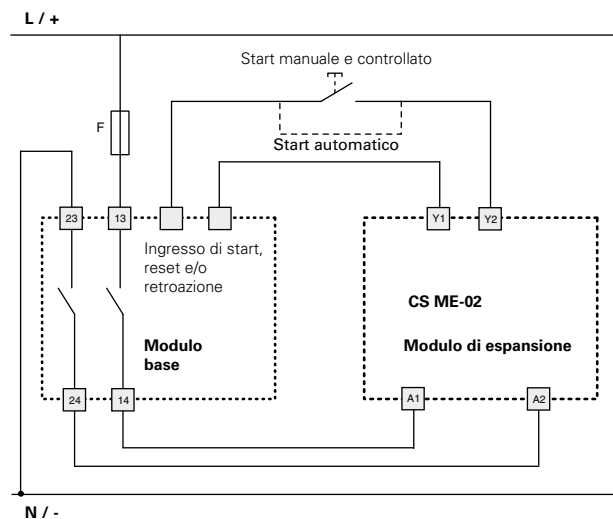 L / +
Start manuale e controllato
F
Start automatico
23
13
Y1
Y2
Ingresso di start,
reset e/o
retroazione
CS ME-02
Modulo
base
Modulo di espansione
24
14
A1
A2
N / -